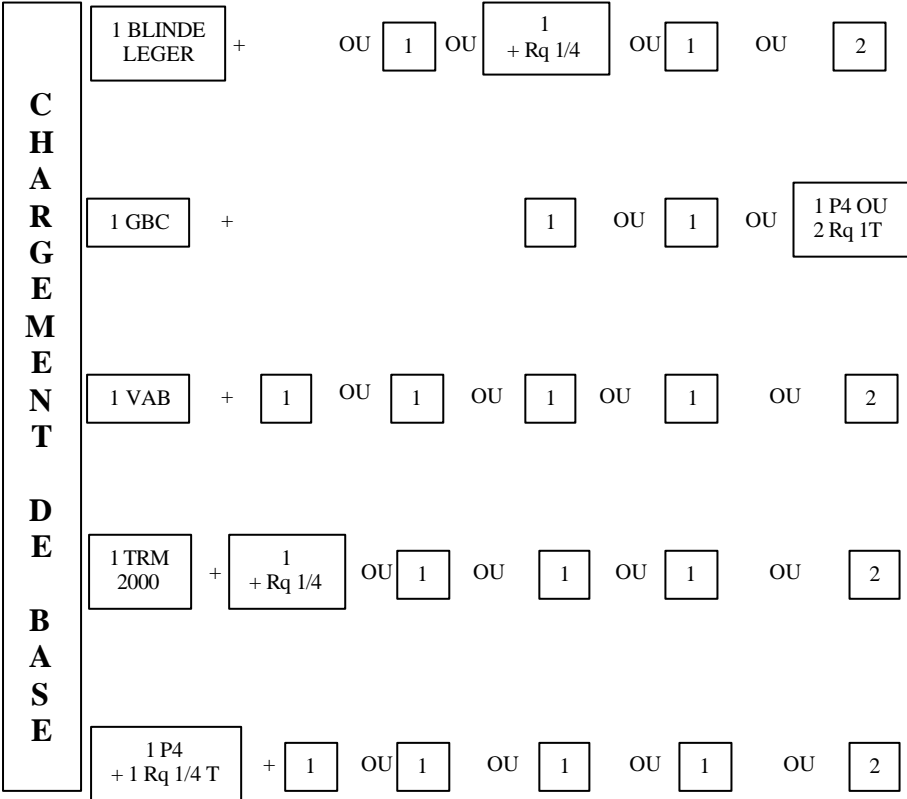 CHARGEMENT DE BASE
1 BLINDE
LEGER
+ OU 1 OU
1
+ Rq 1/4
OU 1 OU 2
1 GBC + 1 OU 1 OU
1 P4 OU
2 Rq 1T
1 VAB + 1 OU 1 OU 1 OU 1 OU 2
1 TRM
2000
+
1
+ Rq 1/4
OU 1 OU 1 OU 1 OU 2
1 P4
+ 1 Rq 1/4 T
+ 1 OU 1 OU 1 OU 1 OU 2